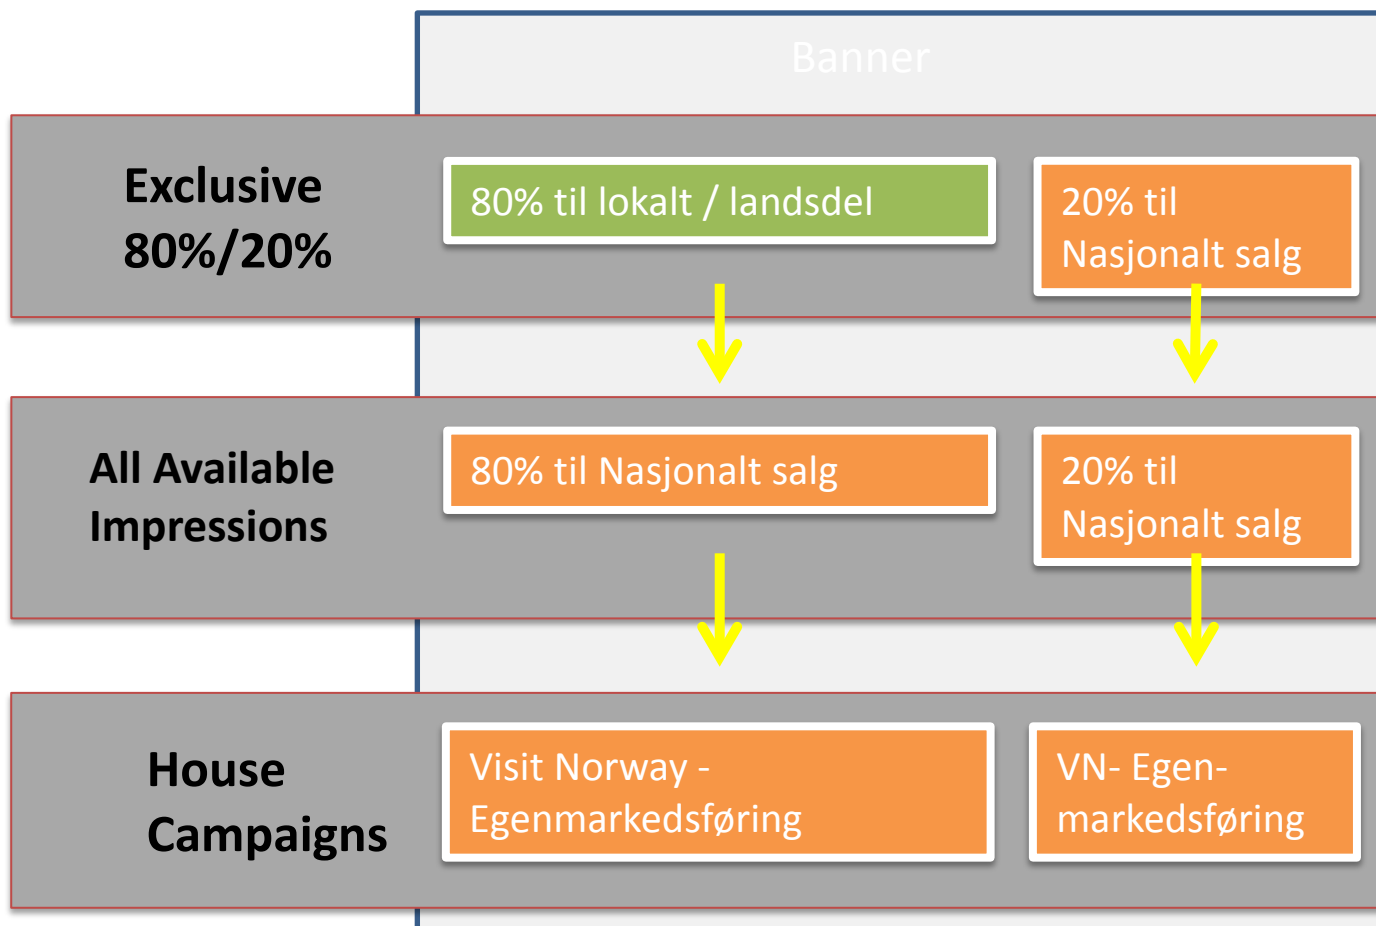 Banner
Exclusive
80%/20%
80% til lokalt / landsdel
20% til
Nasjonalt salg
All Available
Impressions
80% til Nasjonalt salg
20% til
Nasjonalt salg
House
Campaigns
Visit Norway -
Egenmarkedsføring
VN- Egen-
markedsføring